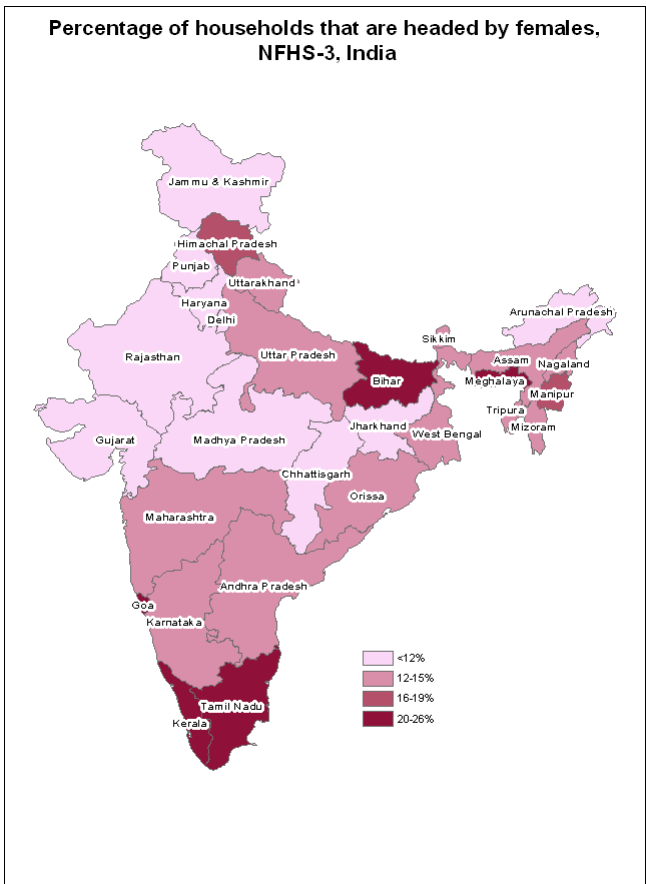 Percentage of households that are headed by females,
NFHS-3, India
Jammu & Kashmir
Himachal Pradesh
Punjab
Uttarakhand
Haryana
Delhi
Arunachal Pradesh
Sikkim
Rajasthan
Uttar Pradesh
Assam
Nagaland
Bihar
Meghalaya
Manipur
Tripura
Mizoram
Gujarat
Madhya Pradesh
Jharkhand
West Bengal
Chhattisgarh
Orissa
Maharashtra
Andhra Pradesh
Goa
Karnataka
Tamil Nadu
Kerala
<12%
12-15%
16-19%
20-26%